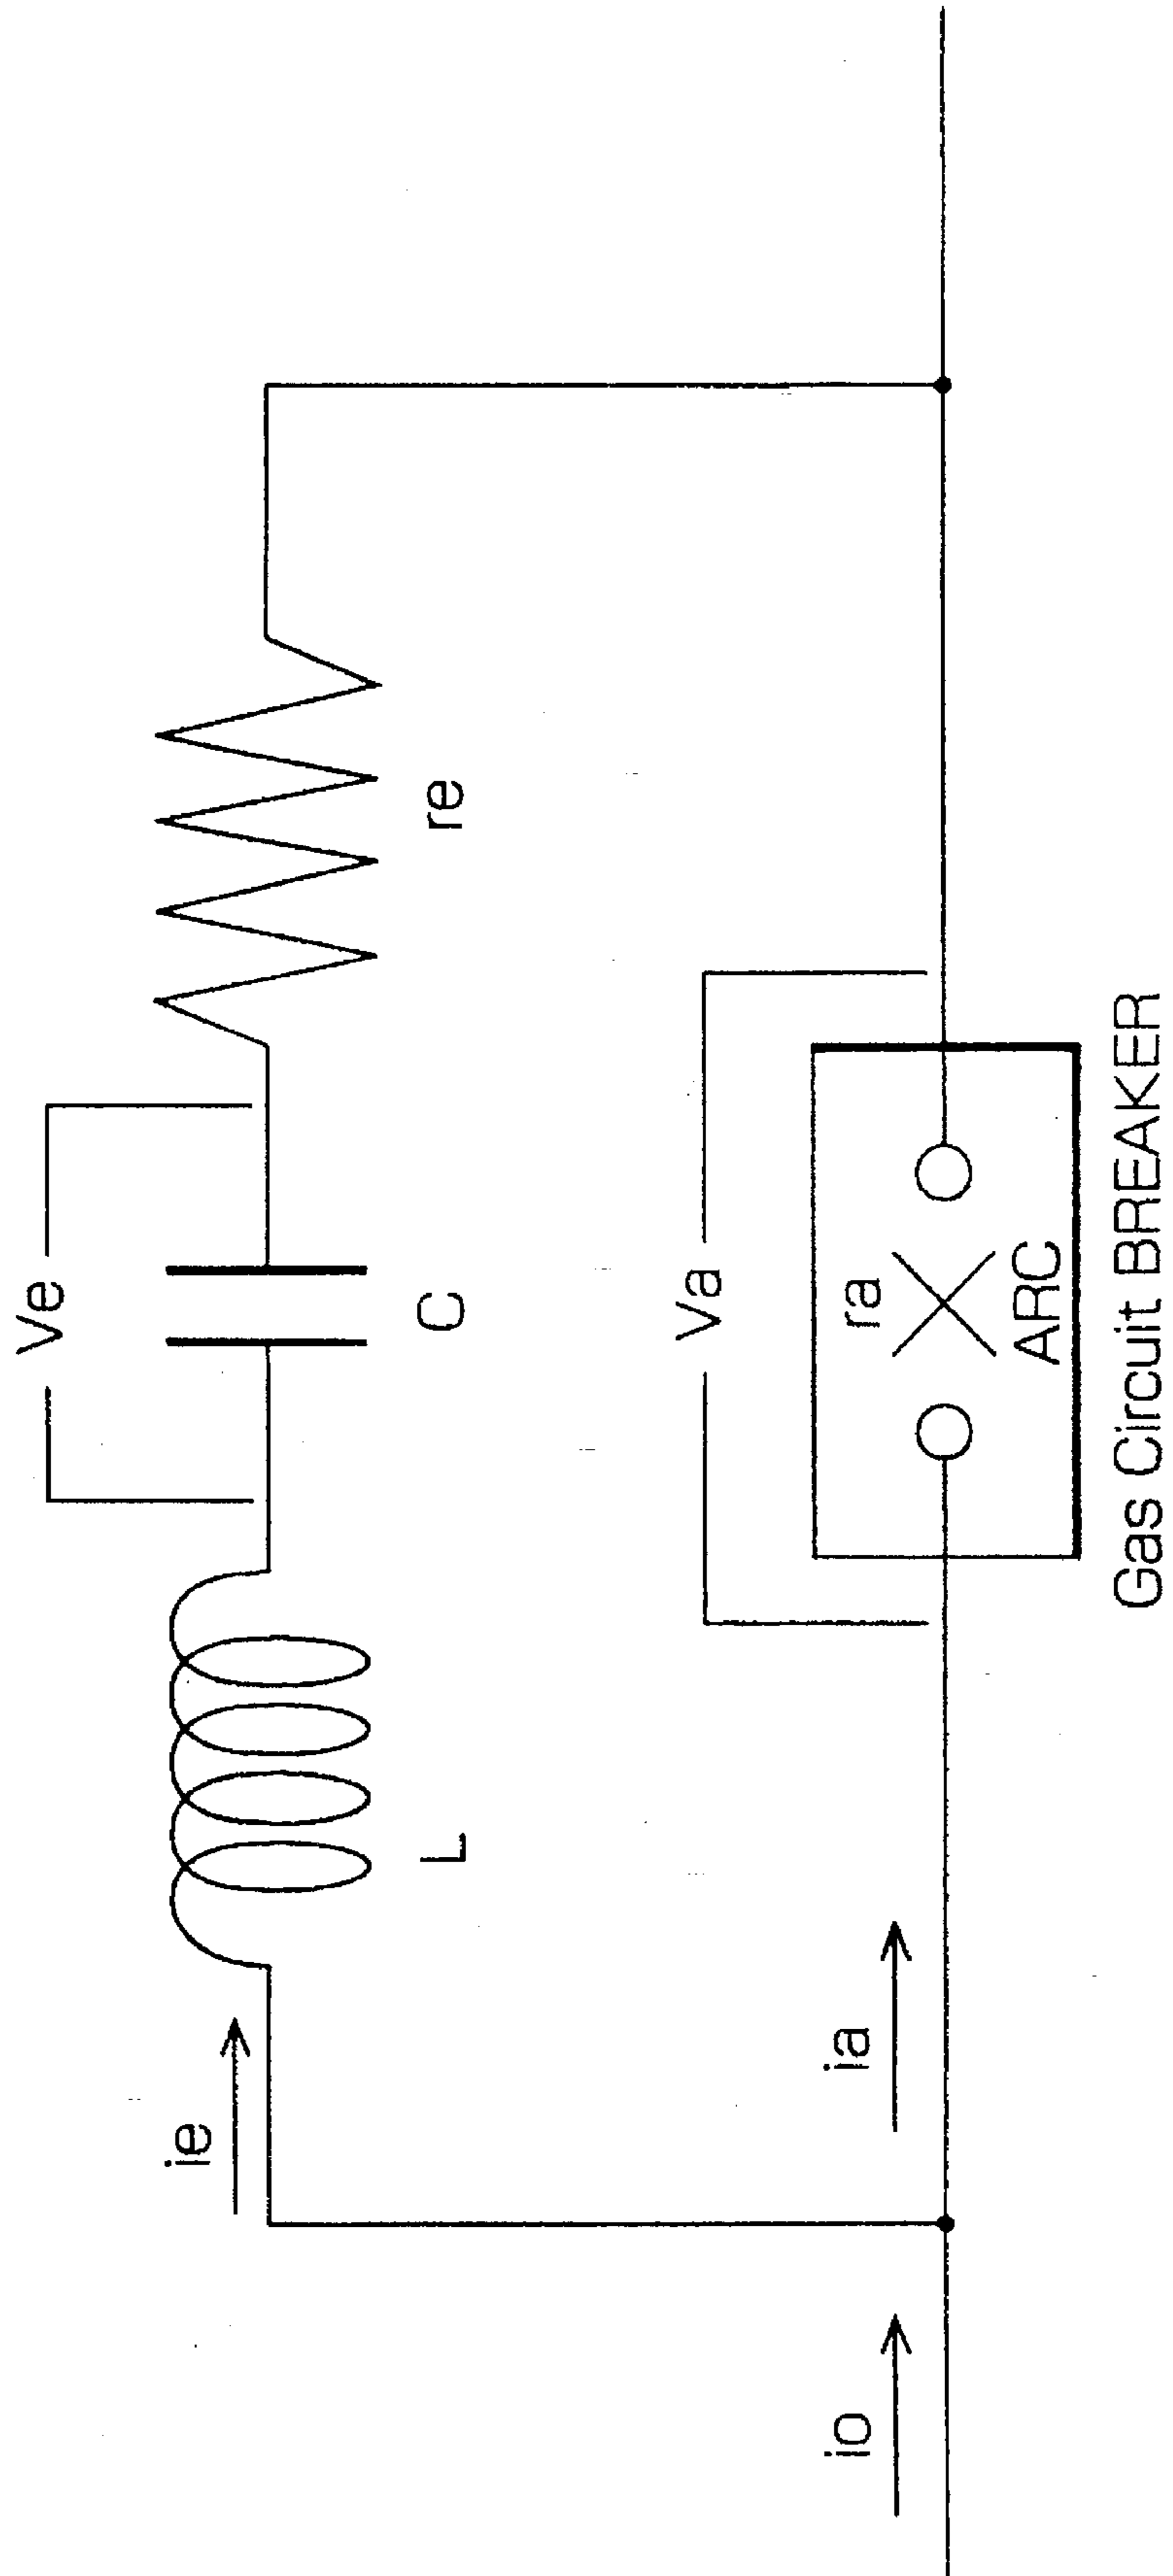 Ve
ie
L
C
re
Va
io
ia
ra
ARC
Gas Circuit BREAKER